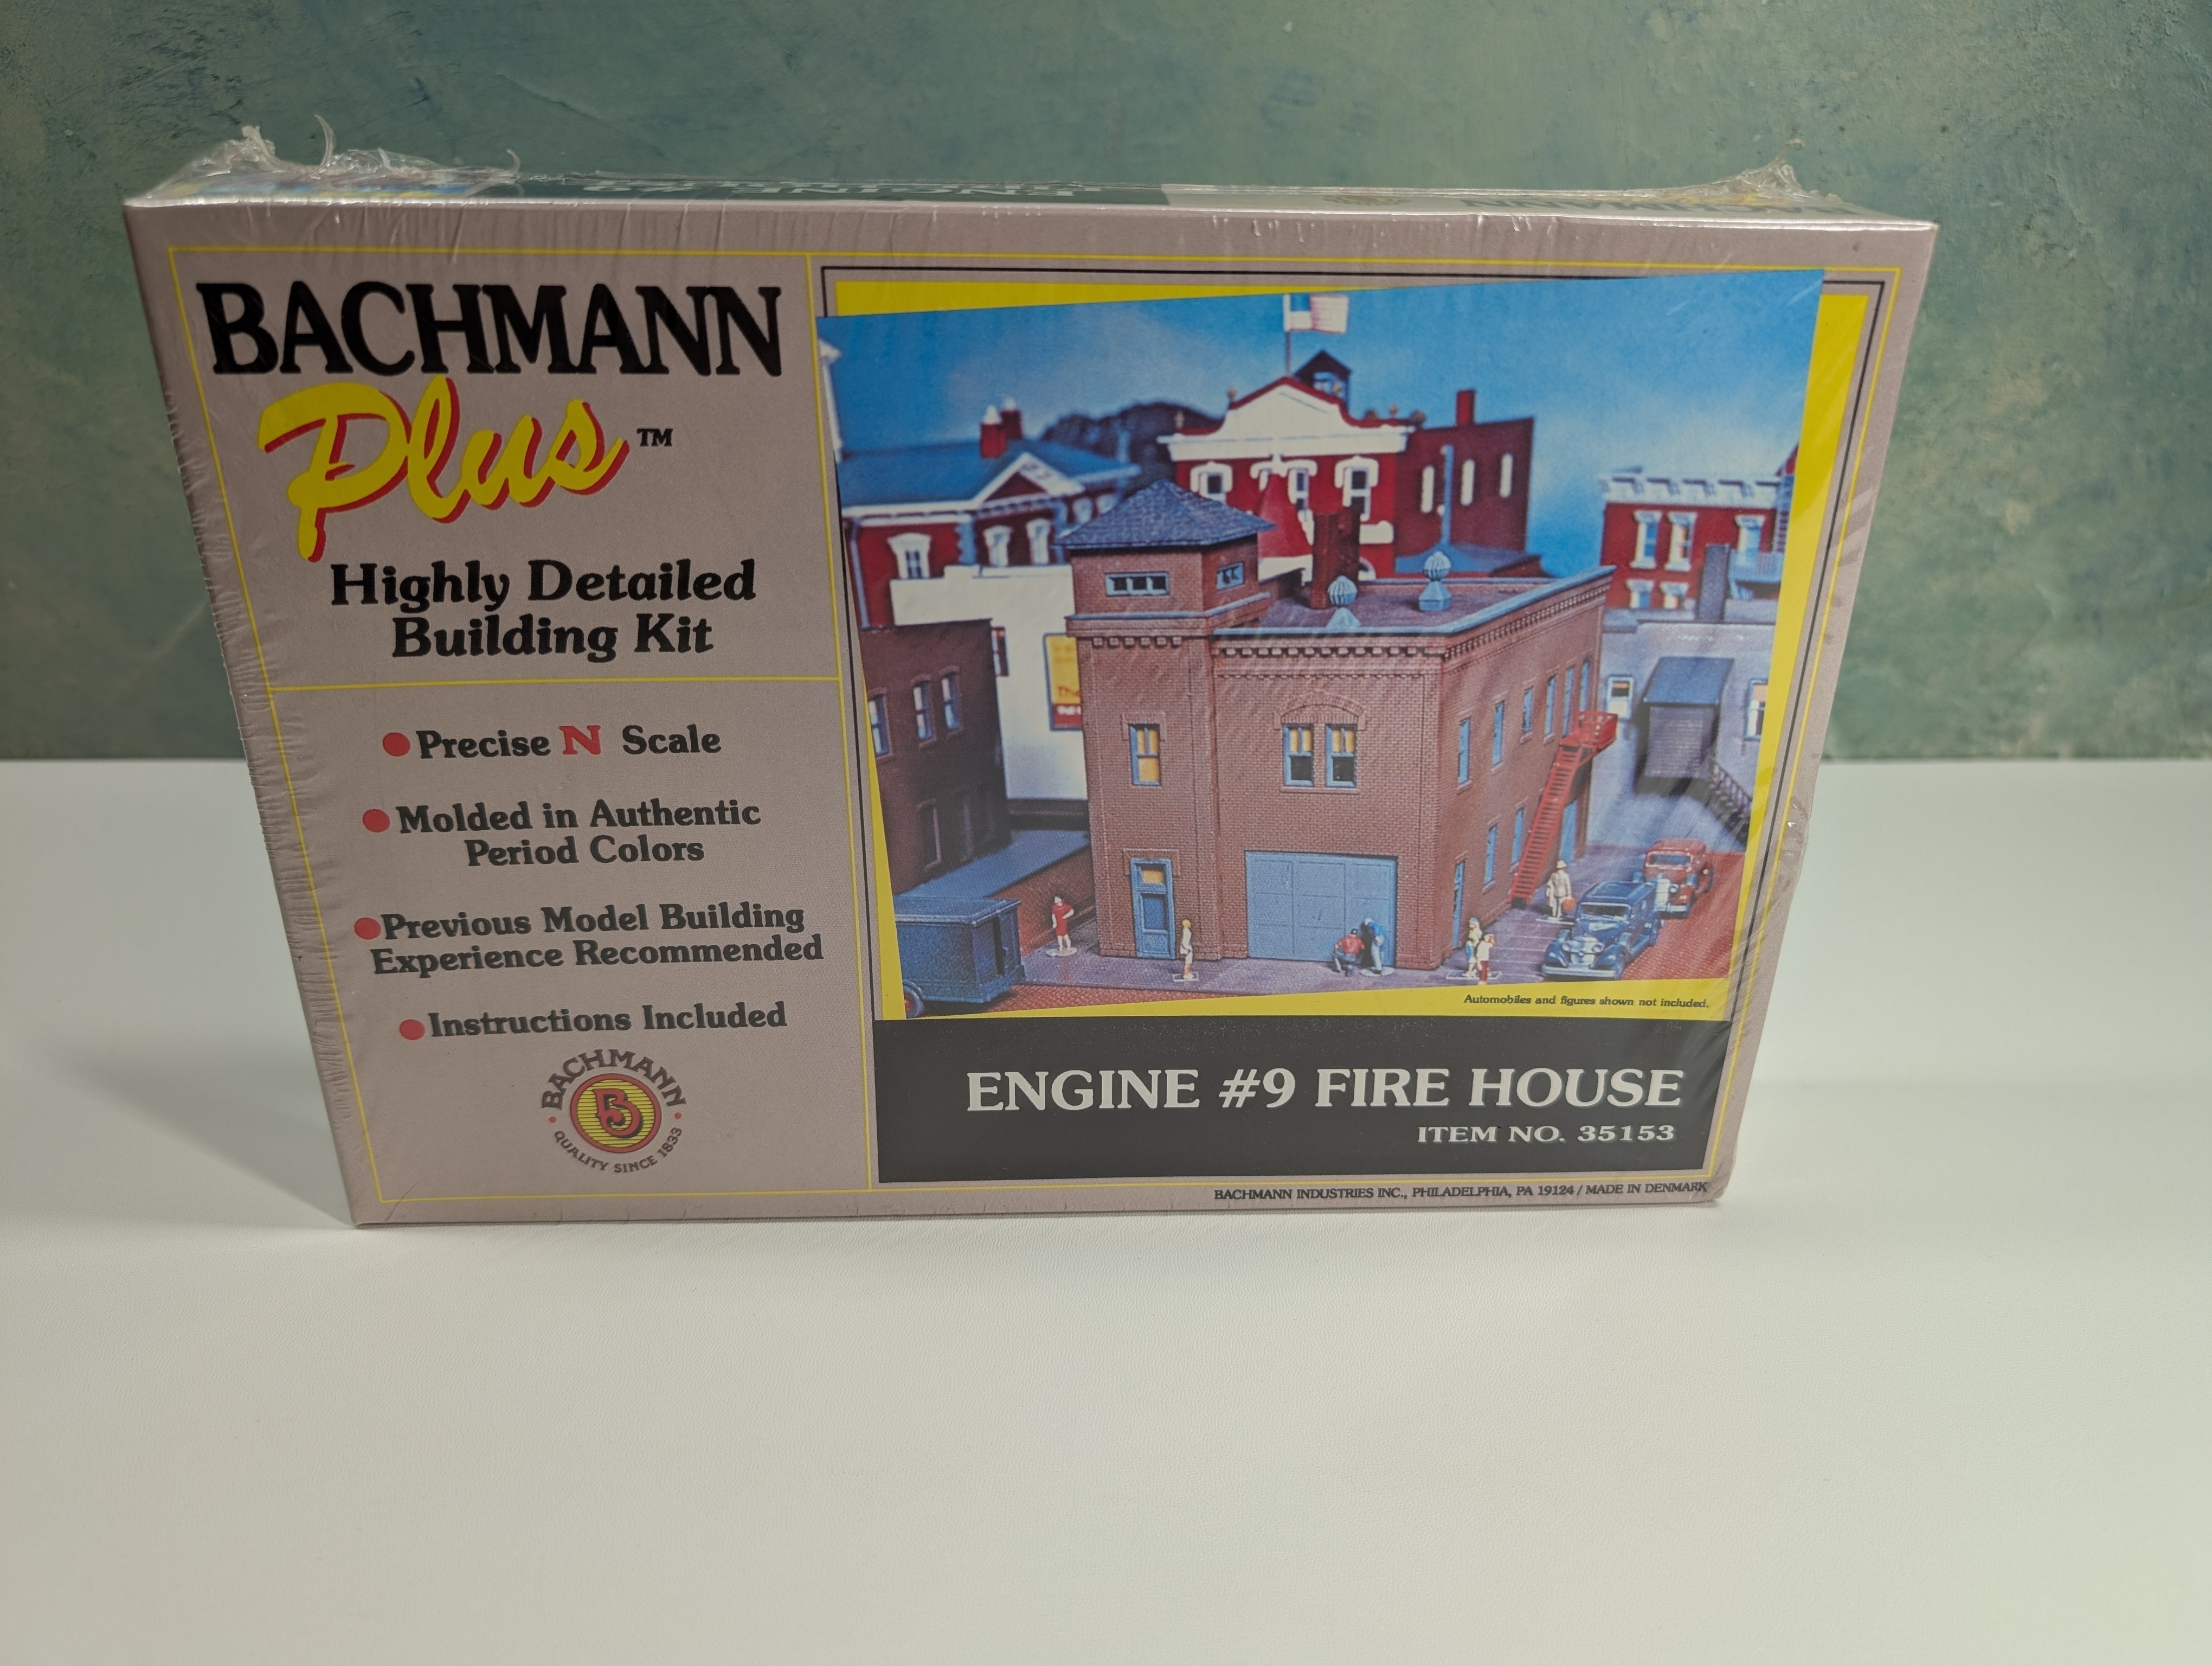 BACHMANN
Plus™
Highly Detailed
Building Kit
Precise N Scale
Molded in Authentic
Period Colors
Previous Model Building
Experience Recommended
Instructions Included
BACHMANN
B
QUALITY SINCE 1833
Automobiles and figures shown not included.
ENGINE #9 FIRE HOUSE
ITEM NO. 35153
BACHMANN INDUSTRIES INC., PHILADELPHIA, PA 19124 / MADE IN DENMARK